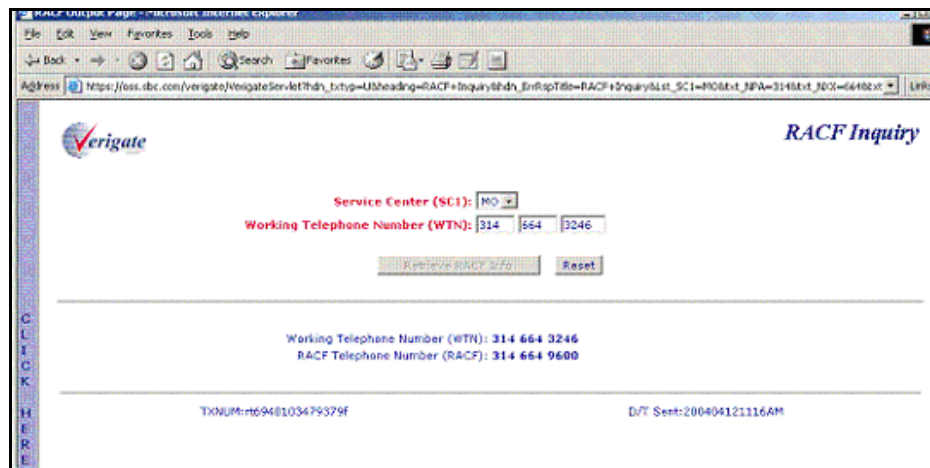 RACF Output Page - Microsoft Internet Explorer
File Edit View Favorites Tools Help
Back Search Favorites
Address https://oss.sbc.com/verigate/VerigateServlet?hdn_txtyp=U&heading=RACF+Inquiry&hdn_ErrRspTitle=RACF+Inquiry&Lst_SC1=MO&txt_NPA=314&txt_NXX=664&txt Links
Verigate
RACF Inquiry
Service Center (SC1): MO
Working Telephone Number (WTN): 314 664 3246
Retrieve RACF Info Reset
Working Telephone Number (WTN): 314 664 3246
RACF Telephone Number (RACF): 314 664 9600
TXNUM:rt6940103479379f D/T Sent:200404121116AM
CLICK HERE